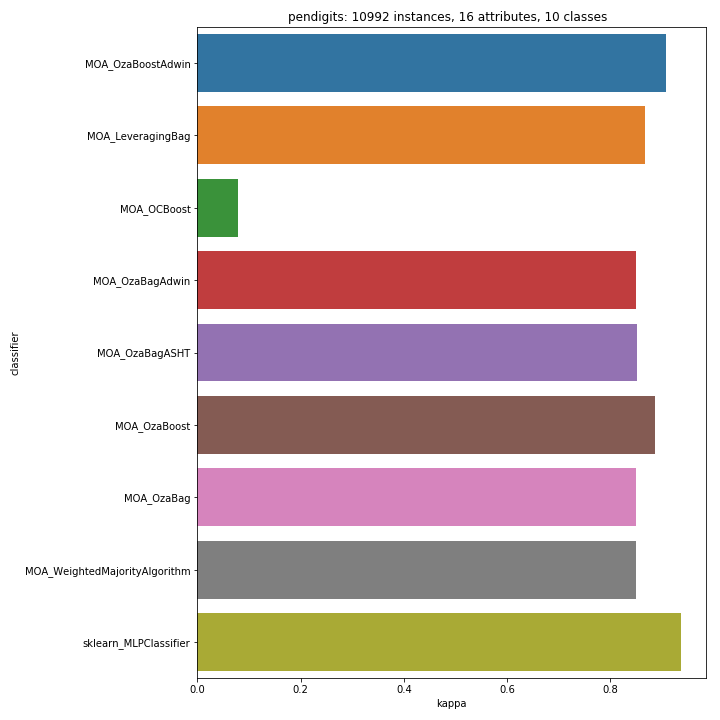 pendigits: 10992 instances, 16 attributes, 10 classes
MOA_OzaBoostAdwin
MOA_LeveragingBag
MOA_OCBoost
MOA_OzaBagAdwin
MOA_OzaBagASHT
MOA_OzaBoost
MOA_OzaBag
MOA_WeightedMajorityAlgorithm
sklearn_MLPClassifier
classifier
0.0 0.2 0.4 0.6 0.8
kappa